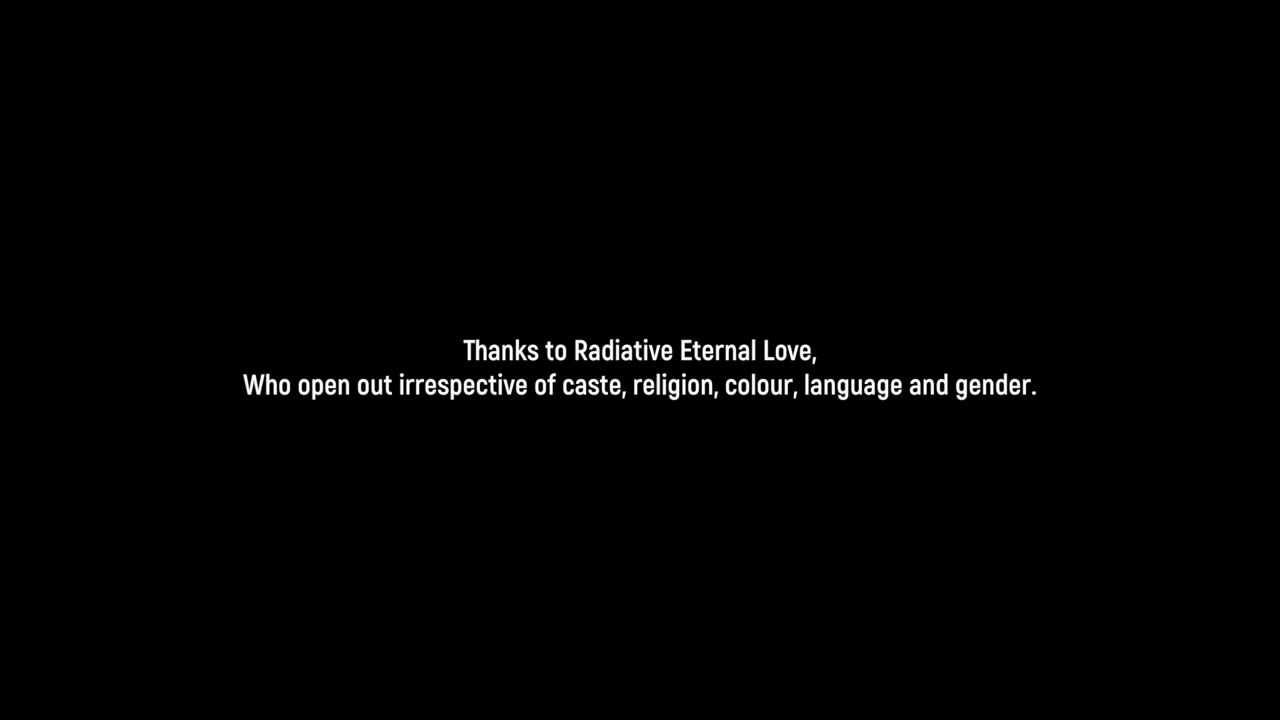 Thanks to Radiative Eternal Love,
Who open out irrespective of caste, religion, colour, language and gender.